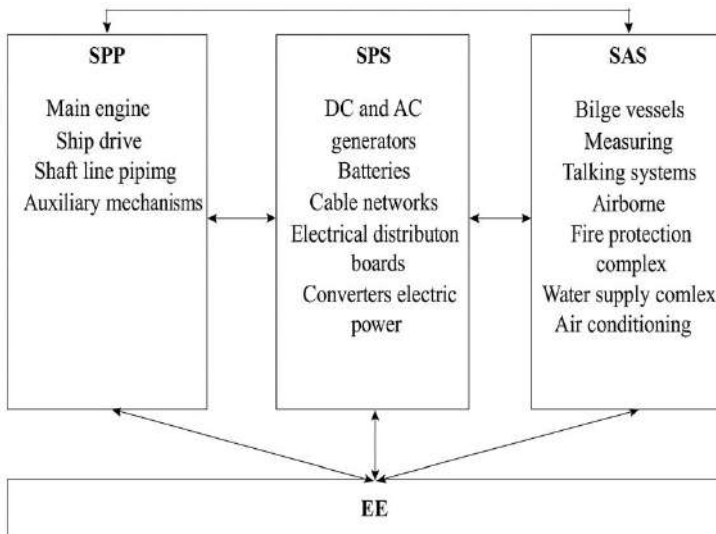 SPP
Main engine
Ship drive
Shaft line pipimg
Auxiliary mechanisms
SPS
DC and AC
generators
Batteries
Cable networks
Electrical distributon
boards
Converters electric
power
SAS
Bilge vessels
Measuring
Talking systems
Airborne
Fire protection
complex
Water supply comlex
Air conditioning
EE